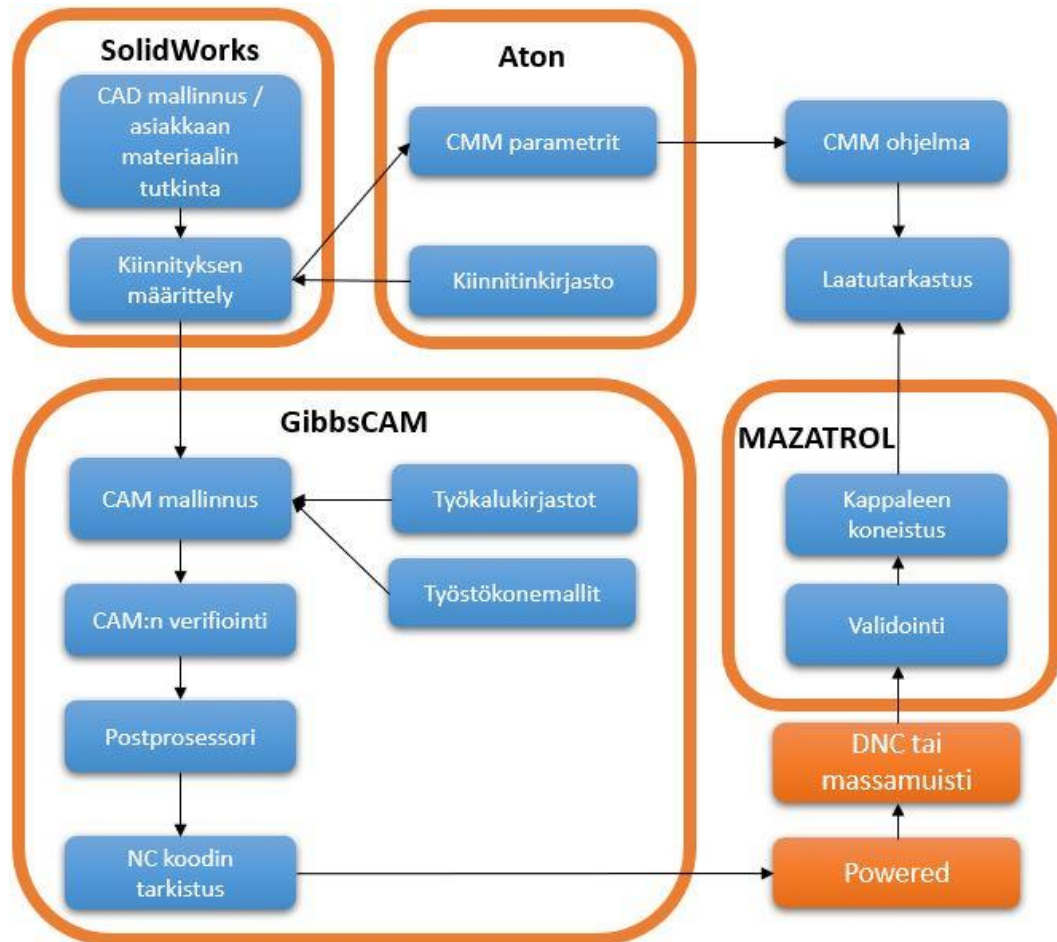 SolidWorks
CAD mallinnus /
asiakkaan
materiaalin
tutkinta
Kiinnityksen
määrittely
Aton
CMM parametrit
Kiinnitinkirjasto
CMM ohjelma
Laatutarkastus
GibbsCAM
CAM mallinnus
Työkalukirjastot
Työstökonemallit
CAM:n verifiointi
Postprosessori
NC koodin
tarkistus
MAZATROL
Kappaleen
koneistus
Validointi
DNC tai
massamuisti
Powered